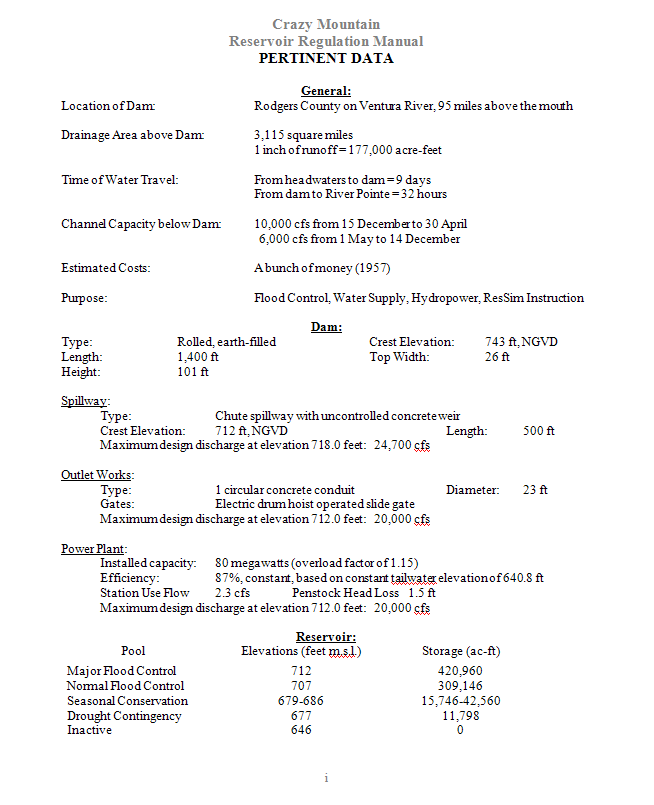 Crazy Mountain
Reservoir Regulation Manual
PERTINENT DATA
General:
Location of Dam: Rodgers County on Ventura River, 95 miles above the mouth
Drainage Area above Dam: 3,115 square miles
1 inch of runoff = 177,000 acre-feet
Time of Water Travel: From headwaters to dam = 9 days
From dam to River Pointe = 32 hours
Channel Capacity below Dam: 10,000 cfs from 15 December to 30 April
6,000 cfs from 1 May to 14 December
Estimated Costs: A bunch of money (1957)
Purpose: Flood Control, Water Supply, Hydropower, ResSim Instruction
Dam:
Type: Rolled, earth-filled Crest Elevation: 743 ft, NGVD
Length: 1,400 ft Top Width: 26 ft
Height: 101 ft
Spillway:
Type: Chute spillway with uncontrolled concrete weir
Crest Elevation: 712 ft, NGVD Length: 500 ft
Maximum design discharge at elevation 718.0 feet: 24,700 cfs
Outlet Works:
Type: 1 circular concrete conduit Diameter: 23 ft
Gates: Electric drum hoist operated slide gate
Maximum design discharge at elevation 712.0 feet: 20,000 cfs
Power Plant:
Installed capacity: 80 megawatts (overload factor of 1.15)
Efficiency: 87%, constant, based on constant tailwater elevation of 640.8 ft
Station Use Flow 2.3 cfs Penstock Head Loss 1.5 ft
Maximum design discharge at elevation 712.0 feet: 20,000 cfs
Reservoir:
Pool Elevations (feet m.s.l.) Storage (ac-ft)
Major Flood Control 712 420,960
Normal Flood Control 707 309,146
Seasonal Conservation 679-686 15,746-42,560
Drought Contingency 677 11,798
Inactive 646 0
i